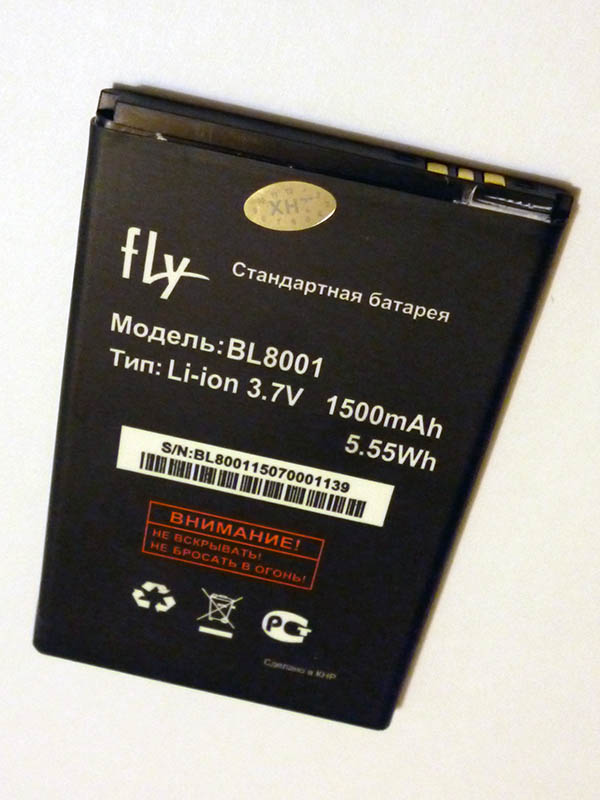 XH
fLy
Стандартная батарея
Модель: BL8001
Тип: Li-ion 3.7V 1500mAh
5.55Wh
S/N:BL800115070001139
ВНИМАНИЕ!
НЕ ВСКРЫВАТЬ!
НЕ БРОСАТЬ В ОГОНЬ!
РСТ
Сделано в КНР